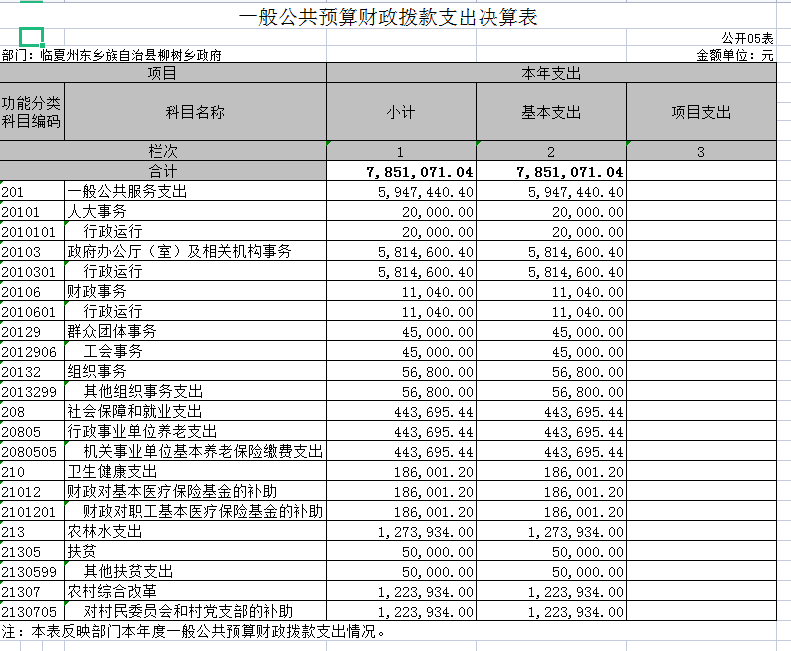 一般公共预算财政拨款支出决算表
公开05表
部门：临夏州东乡族自治县柳树乡政府 金额单位：元
项目 本年支出
功能分类科目编码 科目名称 小计 基本支出 项目支出
栏次 1 2 3
合计 7,851,071.04 7,851,071.04
201 一般公共服务支出 5,947,440.40 5,947,440.40
20101 人大事务 20,000.00 20,000.00
2010101 行政运行 20,000.00 20,000.00
20103 政府办公厅（室）及相关机构事务 5,814,600.40 5,814,600.40
2010301 行政运行 5,814,600.40 5,814,600.40
20106 财政事务 11,040.00 11,040.00
2010601 行政运行 11,040.00 11,040.00
20129 群众团体事务 45,000.00 45,000.00
2012906 工会事务 45,000.00 45,000.00
20132 组织事务 56,800.00 56,800.00
2013299 其他组织事务支出 56,800.00 56,800.00
208 社会保障和就业支出 443,695.44 443,695.44
20805 行政事业单位养老支出 443,695.44 443,695.44
2080505 机关事业单位基本养老保险缴费支出 443,695.44 443,695.44
210 卫生健康支出 186,001.20 186,001.20
21012 财政对基本医疗保险基金的补助 186,001.20 186,001.20
2101201 财政对职工基本医疗保险基金的补助 186,001.20 186,001.20
213 农林水支出 1,273,934.00 1,273,934.00
21305 扶贫 50,000.00 50,000.00
2130599 其他扶贫支出 50,000.00 50,000.00
21307 农村综合改革 1,223,934.00 1,223,934.00
2130705 对村民委员会和村党支部的补助 1,223,934.00 1,223,934.00
注：本表反映部门本年度一般公共预算财政拨款支出情况。